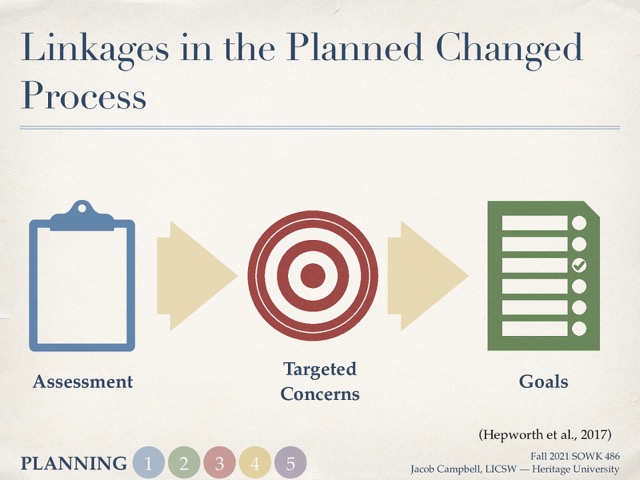 Linkages in the Planned Changed
Process
Assessment
Targeted
Concerns
Goals
(Hepworth et al., 2017)
PLANNING 1 2 3 4 5
Fall 2021 SOWK 486
Jacob Campbell, LICSW — Heritage University